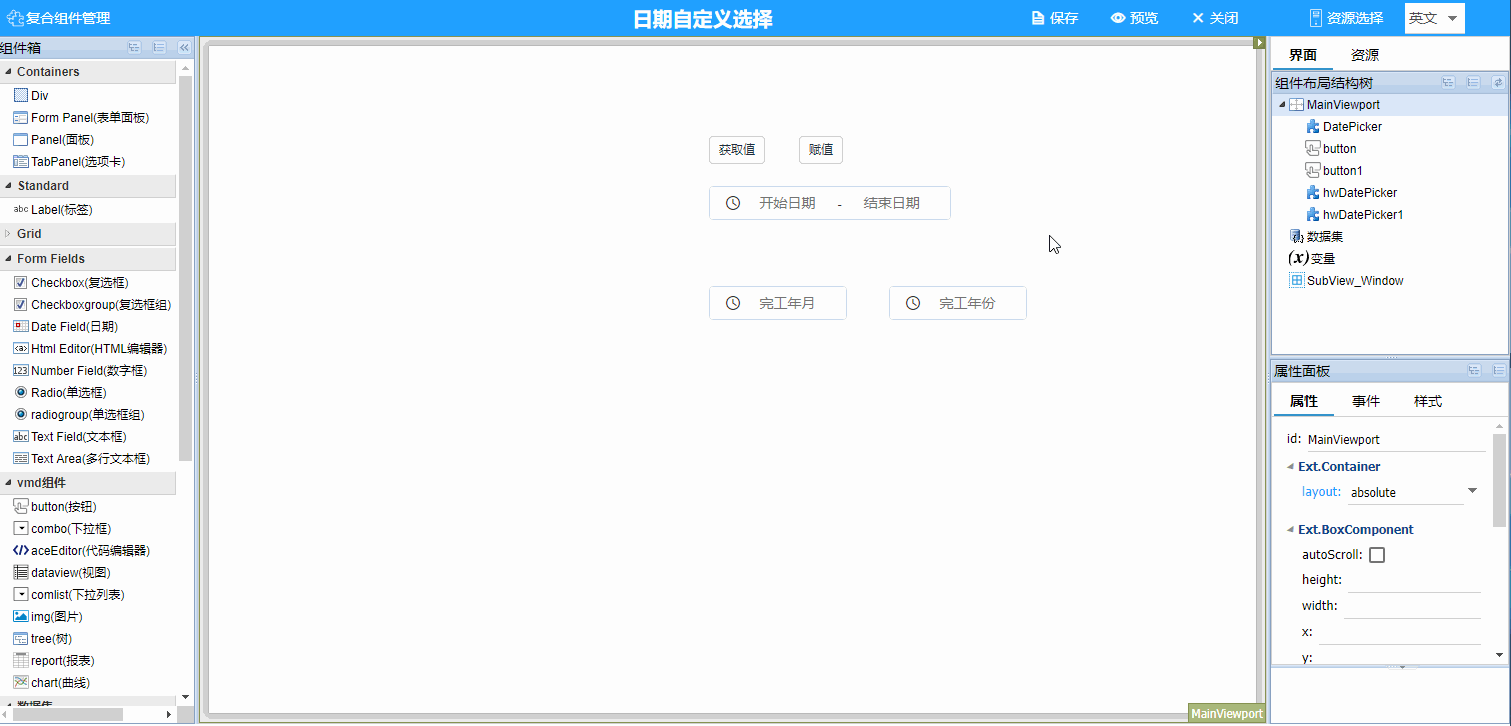 复合组件管理
日期自定义选择
保存
预览
关闭
资源选择
英文
组件箱
Containers
Div
Form Panel(表单面板)
Panel(面板)
TabPanel(选项卡)
Standard
abc Label(标签)
Grid
Form Fields
Checkbox(复选框)
Checkboxgroup(复选框组)
Date Field(日期)
Html Editor(HTML编辑器)
123 Number Field(数字框)
Radio(单选框)
radiogroup(单选框组)
abc Text Field(文本框)
Text Area(多行文本框)
vmd组件
button(按钮)
combo(下拉框)
aceEditor(代码编辑器)
dataview(视图)
comlist(下拉列表)
img(图片)
tree(树)
report(报表)
chart(曲线)
数据集
获取值
赋值
开始日期 - 结束日期
完工年月
完工年份
MainViewport
界面
资源
组件布局结构树
MainViewport
DatePicker
button
button1
hwDatePicker
hwDatePicker1
数据集
(x)变量
SubView_Window
属性面板
属性
事件
样式
id: MainViewport
Ext.Container
layout: absolute
Ext.BoxComponent
autoScroll:
height:
width:
x:
y: